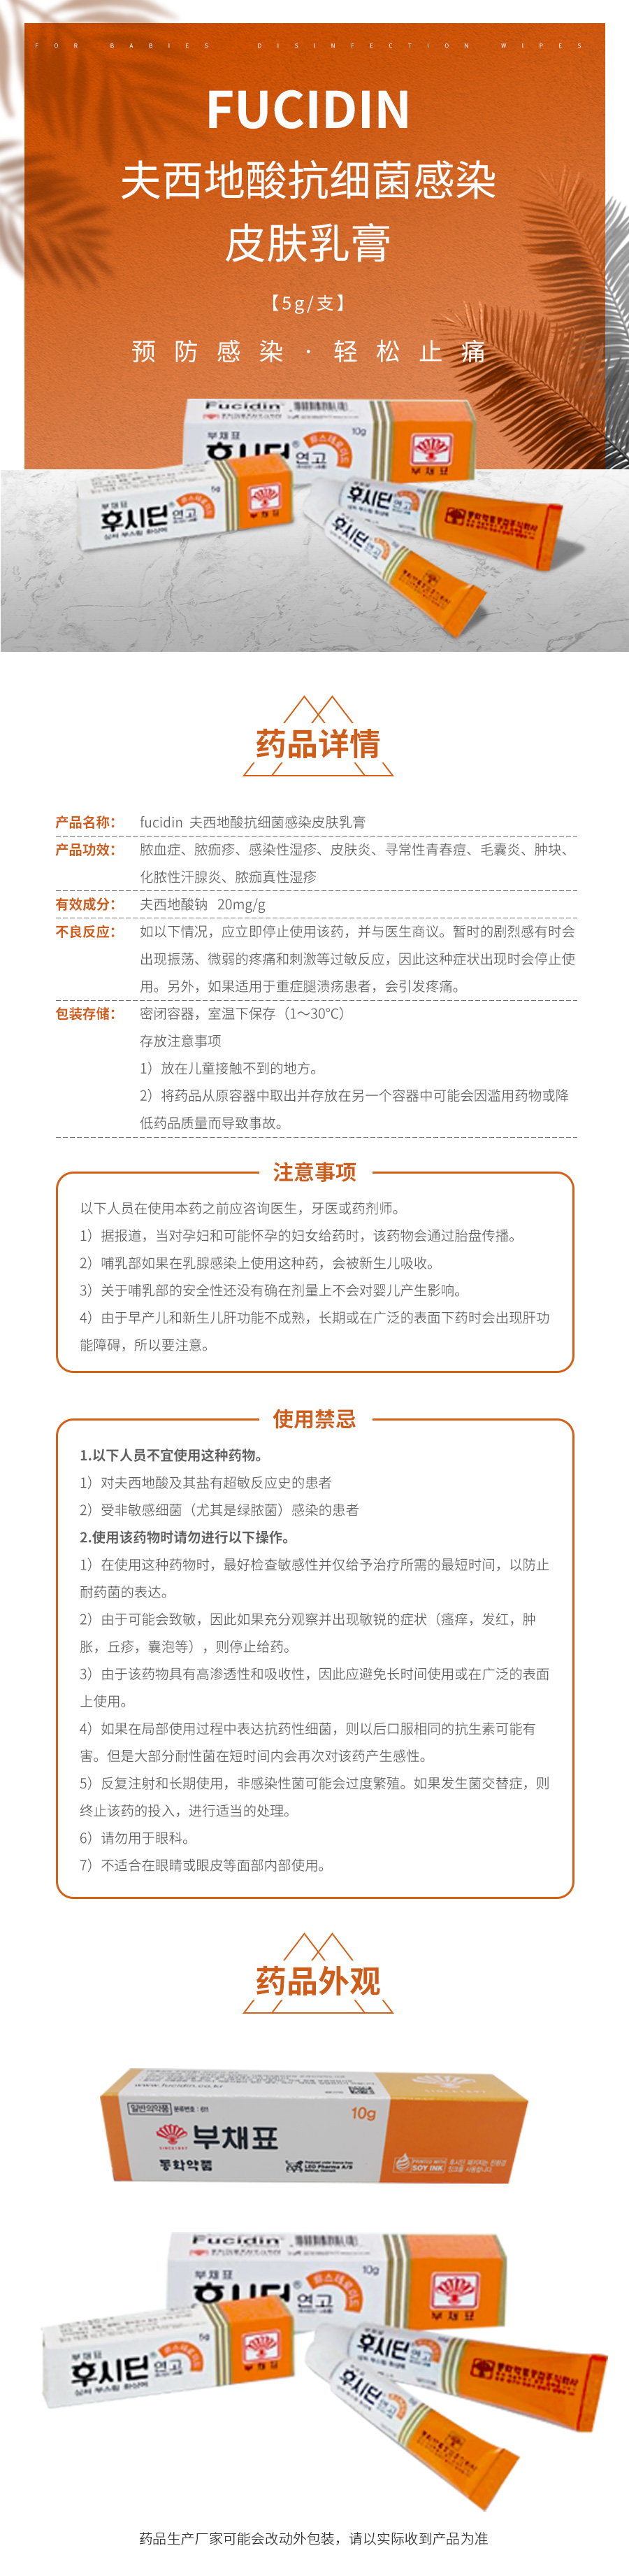 FOR BABIES DISINFECTION WIPES
FUCIDIN
夫西地酸抗细菌感染
皮肤乳膏
【5g/支】
预防感染·轻松止痛
Fucidin
10g
후시딘 연고
부채표
부채표
후시딘 연고
부채표
후시딘 연고
후시딘 연고
药品详情
产品名称： fucidin 夫西地酸抗细菌感染皮肤乳膏
产品功效： 脓血症、脓痂疹、感染性湿疹、皮肤炎、寻常性青春痘、毛囊炎、肿块、
化脓性汗腺炎、脓痂真性湿疹
有效成分： 夫西地酸钠 20mg/g
不良反应： 如以下情况，应立即停止使用该药，并与医生商议。暂时的剧烈感有时会
出现振荡、微弱的疼痛和刺激等过敏反应，因此这种症状出现时会停止使
用。另外，如果适用于重症腿溃疡患者，会引发疼痛。
包装存储： 密闭容器，室温下保存（1～30℃）
存放注意事项
1）放在儿童接触不到的地方。
2）将药品从原容器中取出并存放在另一个容器中可能会因滥用药物或降
低药品质量而导致事故。
注意事项
以下人员在使用本药之前应咨询医生，牙医或药剂师。
1）据报道，当对孕妇和可能怀孕的妇女给药时，该药物会通过胎盘传播。
2）哺乳部如果在乳腺感染上使用这种药，会被新生儿吸收。
3）关于哺乳部的安全性还没有确在剂量上不会对婴儿产生影响。
4）由于早产儿和新生儿肝功能不成熟，长期或在广泛的表面下药时会出现肝功
能障碍，所以要注意。
使用禁忌
1.以下人员不宜使用这种药物。
1）对夫西地酸及其盐有超敏反应史的患者
2）受非敏感细菌（尤其是绿脓菌）感染的患者
2.使用该药物时请勿进行以下操作。
1）在使用这种药物时，最好检查敏感性并仅给予治疗所需的最短时间，以防止
耐药菌的表达。
2）由于可能会致敏，因此如果充分观察并出现敏锐的症状（瘙痒，发红，肿
胀，丘疹，囊泡等），则停止给药。
3）由于该药物具有高渗透性和吸收性，因此应避免长时间使用或在广泛的表面
上使用。
4）如果在局部使用过程中表达抗药性细菌，则以后口服相同的抗生素可能有
害。但是大部分耐性菌在短时间内会再次对该药产生感性。
5）反复注射和长期使用，非感染性菌可能会过度繁殖。如果发生菌交替症，则
终止该药的投入，进行适当的处理。
6）请勿用于眼科。
7）不适合在眼睛或眼皮等面部内部使用。
药品外观
www.fucidin.co.kr
일반의약품
10g
부채표
동화약품
LEO Pharma A/S
SOY INK
Fucidin
부채표
10g
후시딘 연고
부채표
부채표
5g
후시딘 연고
부채표
후시딘 연고
후시딘 연고
药品生产厂家可能会改动外包装，请以实际收到产品为准